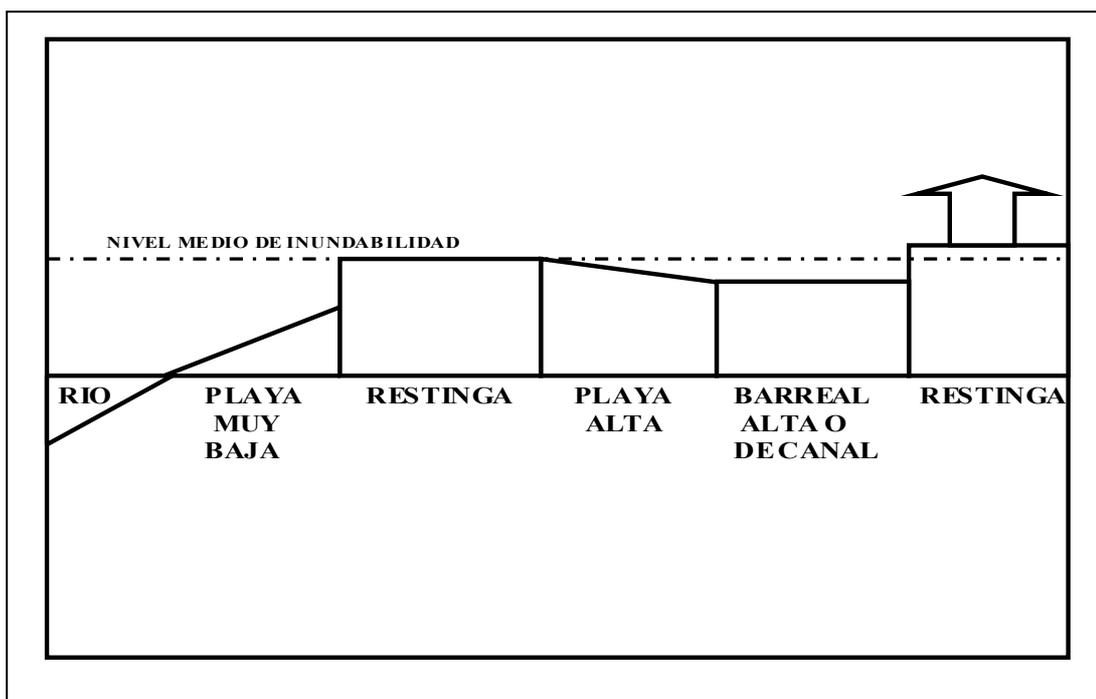 NIVEL MEDIO DE INUNDABILIDAD
RIO
PLAYA
MUY
BAJA
RESTINGA
PLAYA
ALTA
BARREAL
ALTA O
DE CANAL
RESTINGA